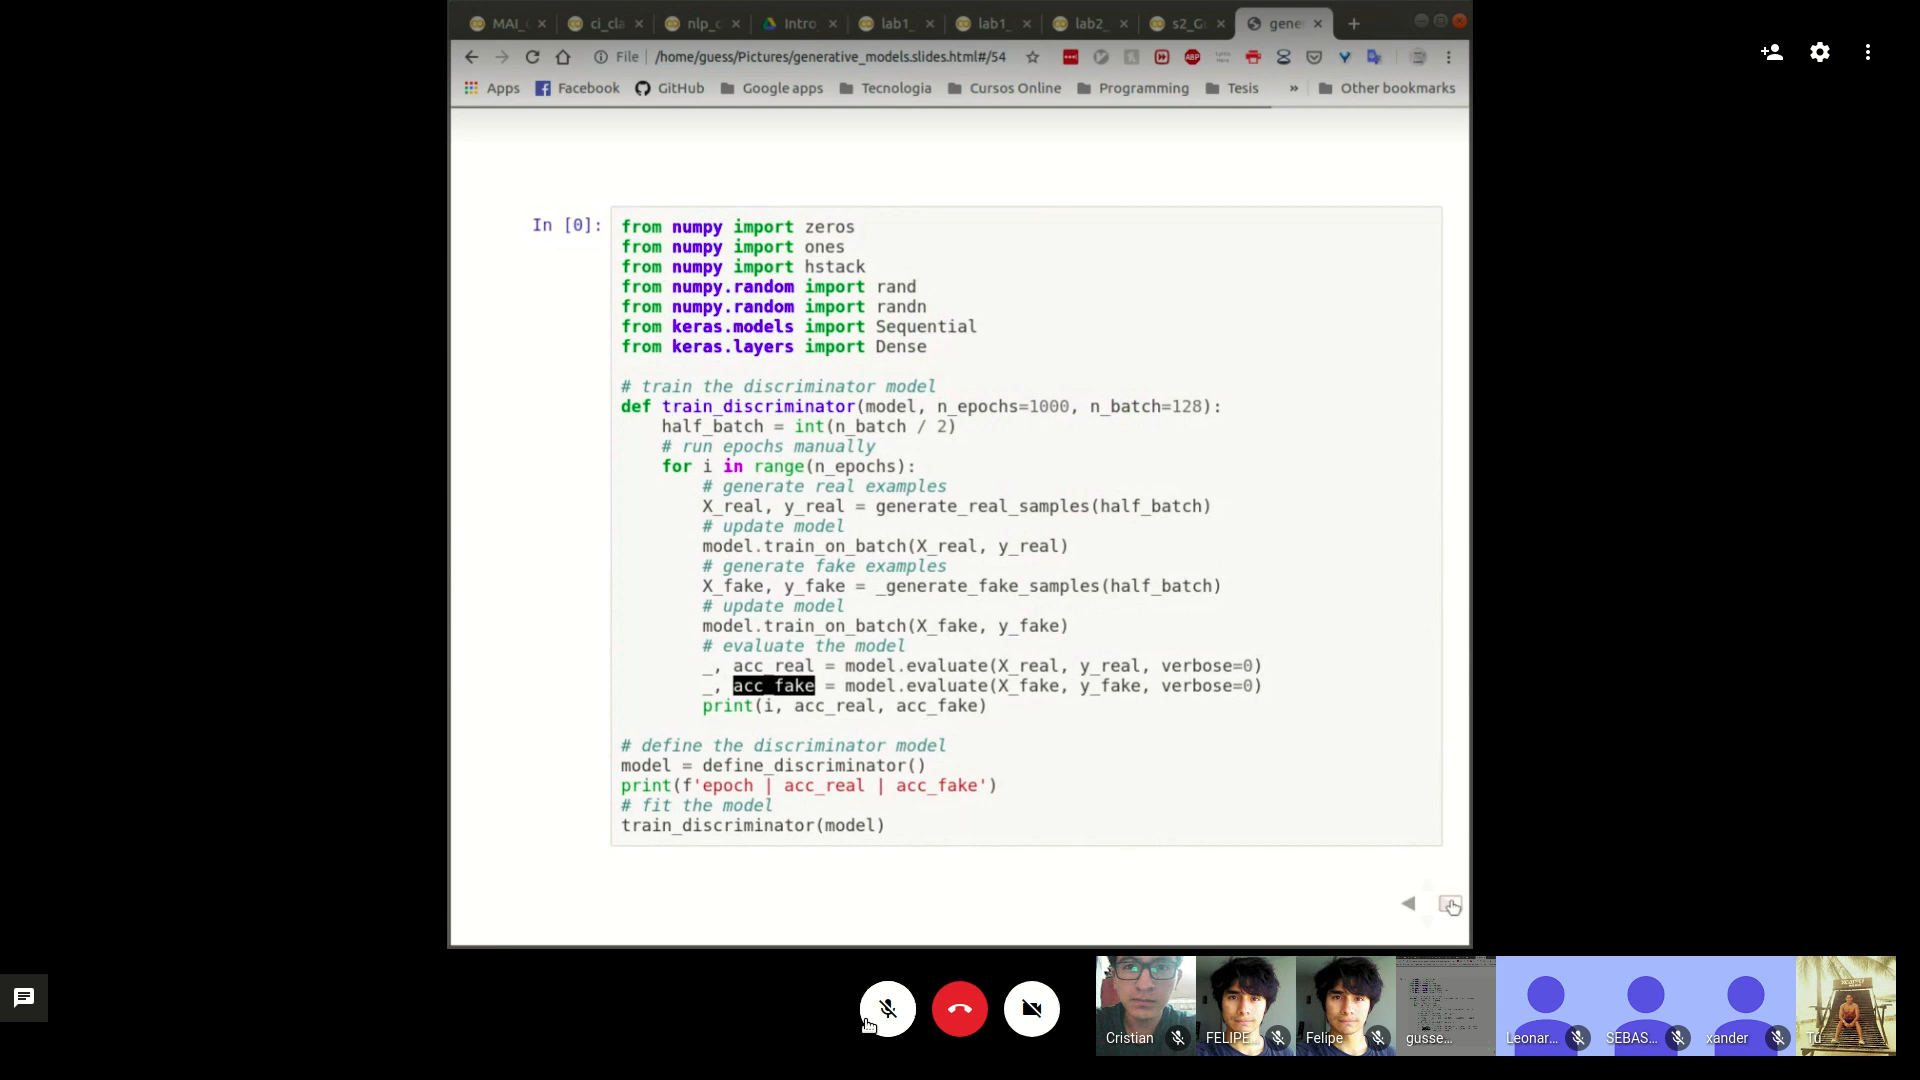 MAI_
ci_cla
nlp_c
Intro
lab1_
lab1_
lab2_
s2_G
gene
File
/home/guess/Pictures/generative_models.slides.html#/54
ABP
Apps
Facebook
GitHub
Google apps
Tecnologia
Cursos Online
Programming
Tesis
»
Other bookmarks
In [0]:
from numpy import zeros
from numpy import ones
from numpy import hstack
from numpy.random import rand
from numpy.random import randn
from keras.models import Sequential
from keras.layers import Dense
# train the discriminator model
def train_discriminator(model, n_epochs=1000, n_batch=128):
    half_batch = int(n_batch / 2)
    # run epochs manually
    for i in range(n_epochs):
        # generate real examples
        X_real, y_real = generate_real_samples(half_batch)
        # update model
        model.train_on_batch(X_real, y_real)
        # generate fake examples
        X_fake, y_fake = _generate_fake_samples(half_batch)
        # update model
        model.train_on_batch(X_fake, y_fake)
        # evaluate the model
        _, acc_real = model.evaluate(X_real, y_real, verbose=0)
        _, acc_fake = model.evaluate(X_fake, y_fake, verbose=0)
        print(i, acc_real, acc_fake)
# define the discriminator model
model = define_discriminator()
print(f'epoch | acc_real | acc_fake')
# fit the model
train_discriminator(model)
Cristian
FELIPE...
Felipe
gusse...
Leonar...
SEBAS...
xander
Tú